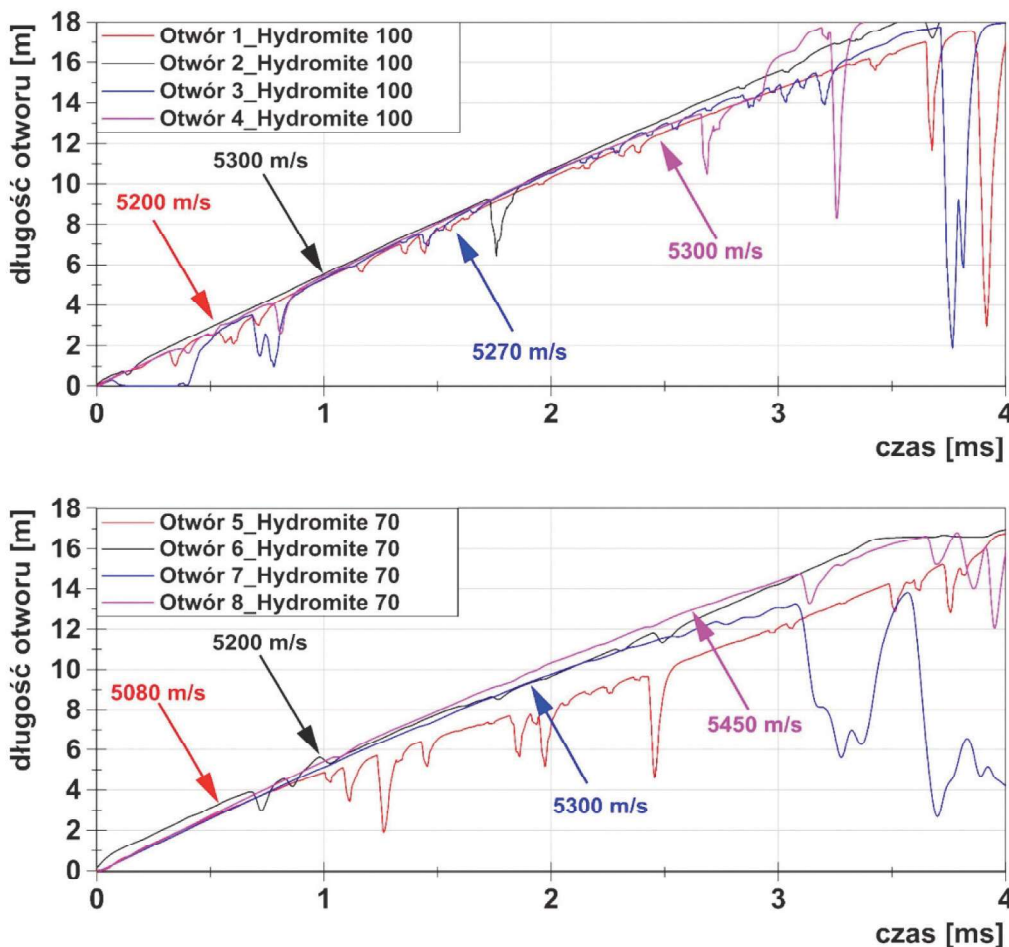 długość otworu [m]
18
16
14
12
10
8
6
4
2
0
Otwór 1_Hydromite 100
Otwór 2_Hydromite 100
Otwór 3_Hydromite 100
Otwór 4_Hydromite 100
5300 m/s
5200 m/s
5300 m/s
5270 m/s
0 1 2 3 4
czas [ms]
długość otworu [m]
18
16
14
12
10
8
6
4
2
0
Otwór 5_Hydromite 70
Otwór 6_Hydromite 70
Otwór 7_Hydromite 70
Otwór 8_Hydromite 70
5200 m/s
5080 m/s
5450 m/s
5300 m/s
0 1 2 3 4
czas [ms]